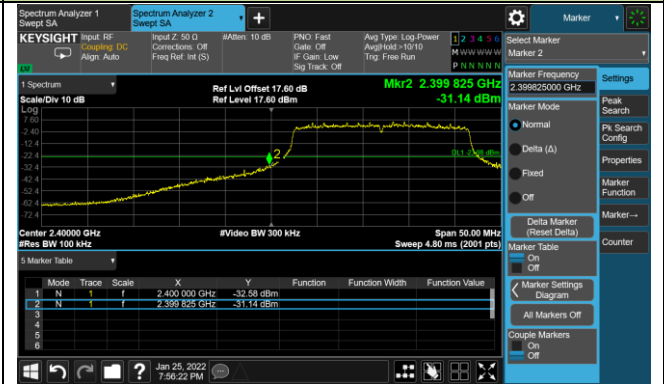 Spectrum Analyzer 1
Swept SA
Spectrum Analyzer 2
Swept SA
+
Marker
KEYSIGHT
Input: RF
Coupling: DC
Align: Auto
Input Z: 50 Ω
Corrections: Off
Freq Ref: Int (S)
#Atten: 10 dB
PNO: Fast
Gate: Off
IF Gain: Low
Sig Track: Off
Avg Type: Log-Power
Avg|Hold:>10/10
Trig: Free Run
1 2 3 4 5 6
M W W W W W
P N N N N N
Select Marker
Marker 2
1 Spectrum
Scale/Div 10 dB
Log
Ref Lvl Offset 17.60 dB
Ref Level 17.60 dBm
Mkr2 2.399 825 GHz
-31.14 dBm
7.60
-2.40
-12.4
-22.4
-32.4
-42.4
-52.4
-62.4
-72.4
2
Center 2.40000 GHz
#Res BW 100 kHz
#Video BW 300 kHz
Span 50.00 MHz
Sweep 4.80 ms (2001 pts)
5 Marker Table
Mode Trace Scale X Y Function Function Width Function Value
1 N 1 f 2.400 000 GHz -32.58 dBm
2 N 1 f 2.399 825 GHz -31.14 dBm
3
4
5
6
Marker Frequency
2.399825000 GHz
Marker Mode
Normal
Delta (Δ)
Fixed
Off
Delta Marker
(Reset Delta)
Marker Table
On
Off
Marker Settings
Diagram
All Markers Off
Couple Markers
On
Off
Settings
Peak
Search
Pk Search
Config
Properties
Marker
Function
Marker→
Counter
?
Jan 25, 2022
7:56:22 PM